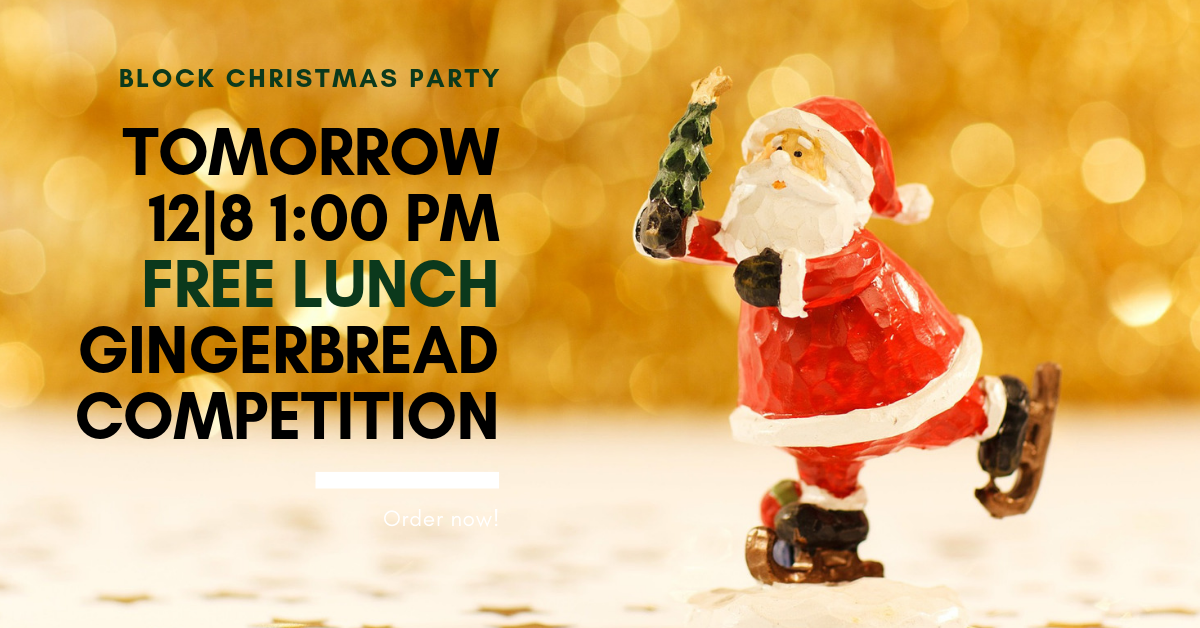 BLOCK CHRISTMAS PARTY
TOMORROW
12|8 1:00 PM
FREE LUNCH
GINGERBREAD
COMPETITION
Order now!